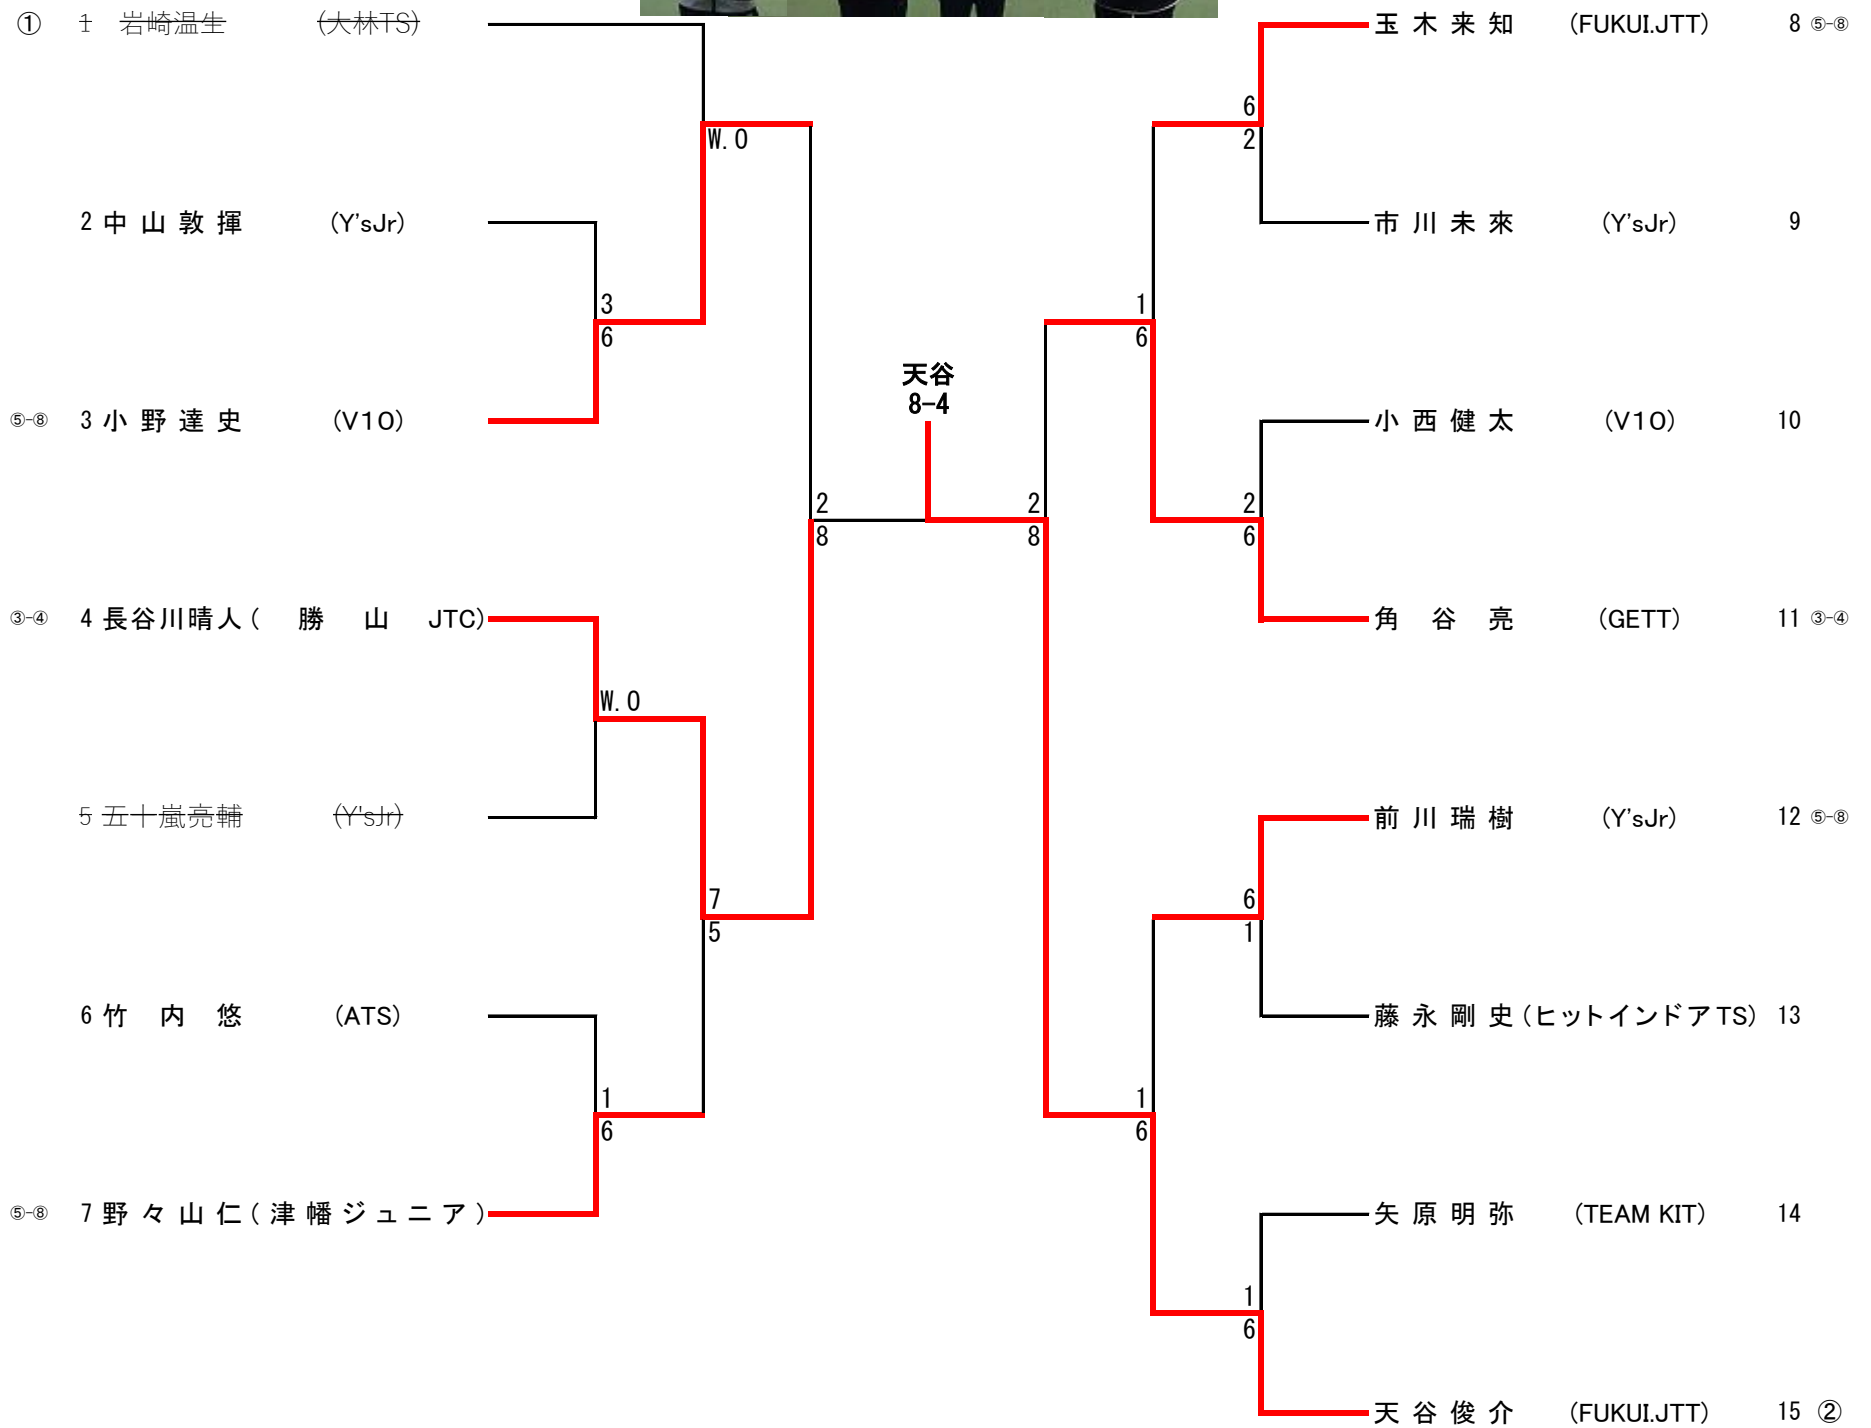 ① 1 岩崎温生 (大林TS)
玉木来知 (FUKUI.JTT) 8 ⑤-⑧
6
W.O
2
2 中山敦揮 (Y'sJr)
市川未來 (Y'sJr) 9
3
1
6
6
天谷
8-4
⑤-⑧ 3 小野達史 (V10)
小西健太 (V10) 10
2
2
2
8
8
6
③-④ 4 長谷川晴人 (勝山JTC)
角谷亮 (GETT) 11 ③-④
W.O
5 五十嵐亮輔 (Y'sJr)
前川瑞樹 (Y'sJr) 12 ⑤-⑧
7
6
5
1
6 竹内悠 (ATS)
藤永剛史 (ヒットインドアTS) 13
1
1
6
6
⑤-⑧ 7 野々山仁 (津幡ジュニア)
矢原明弥 (TEAM KIT) 14
1
6
天谷俊介 (FUKUI.JTT) 15 ②